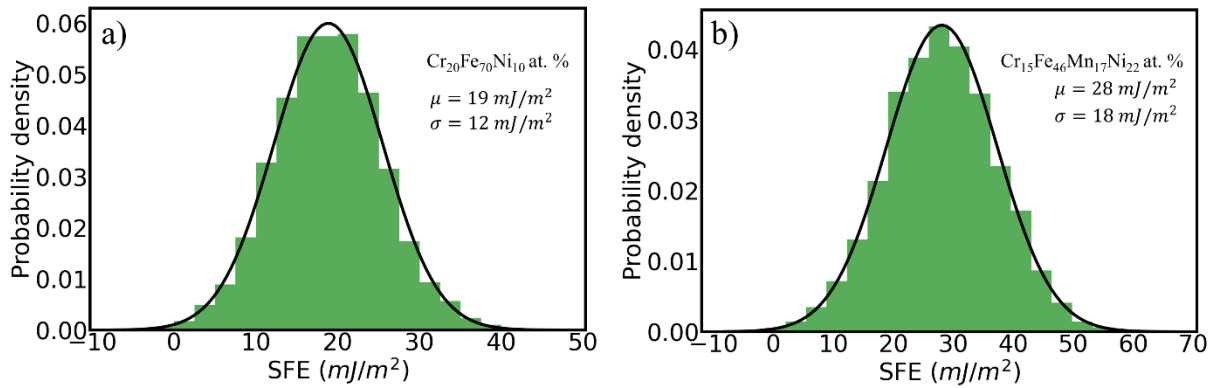 a)
Cr₂₀Fe₇₀Ni₁₀ at. %
μ = 19 mJ/m²
σ = 12 mJ/m²
Probability density
0.06
0.05
0.04
0.03
0.02
0.01
0.00
−10 0 10 20 30 40 50
SFE (mJ/m²)
b)
Cr₁₅Fe₄₆Mn₁₇Ni₂₂ at. %
μ = 28 mJ/m²
σ = 18 mJ/m²
Probability density
0.04
0.03
0.02
0.01
0.00
−10 0 10 20 30 40 50 60 70
SFE (mJ/m²)